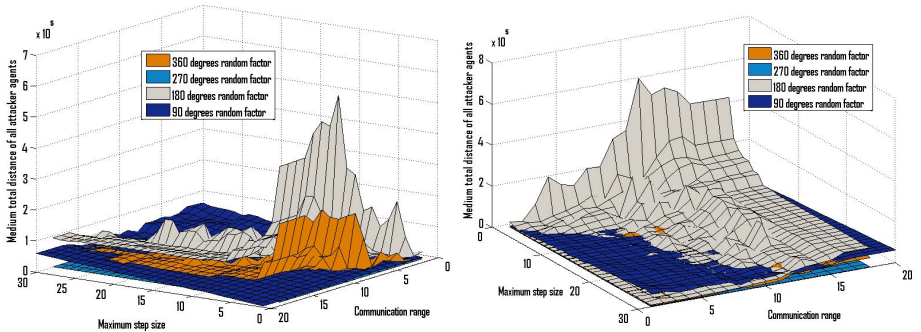 x 10^5
7
6
5
4
3
2
1
0
Medium total distance of all attacker agents
360 degrees random factor
270 degrees random factor
180 degrees random factor
90 degrees random factor
30
25
20
15
10
5
0
Maximum step size
20
15
10
5
0
Communication range
x 10^5
8
6
4
2
0
Medium total distance of all attacker agents
360 degrees random factor
270 degrees random factor
180 degrees random factor
90 degrees random factor
0
10
20
30
Maximum step size
0
5
10
15
20
Communication range